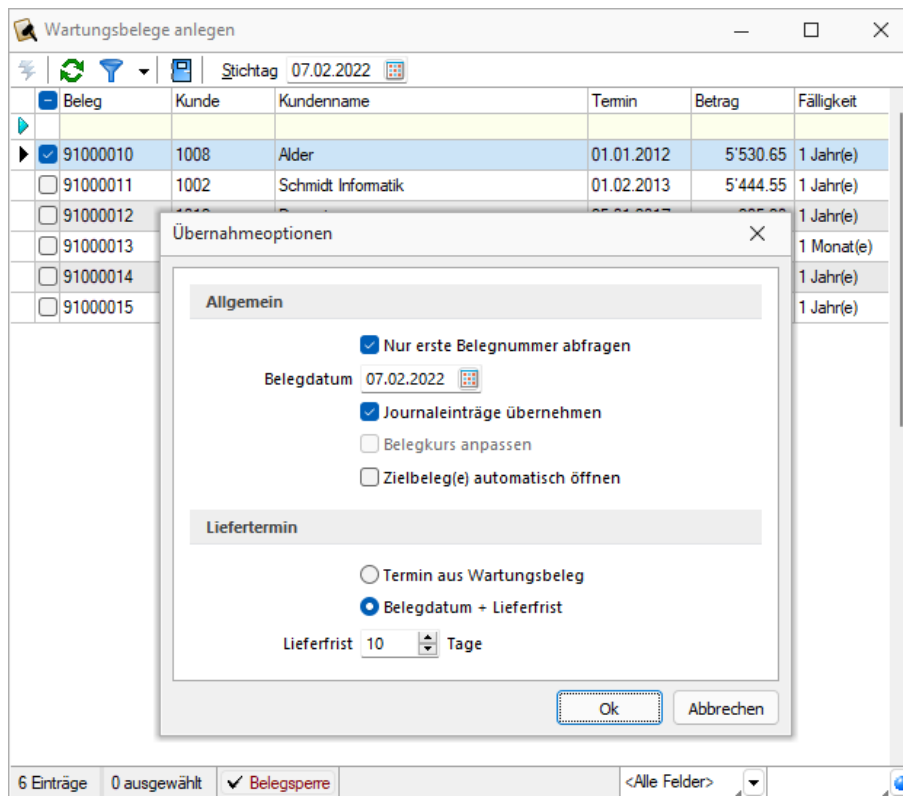 Wartungsbelege anlegen
Stichtag 07.02.2022
Beleg Kunde Kundenname Termin Betrag Fälligkeit
91000010 1008 Alder 01.01.2012 5'530.65 1 Jahr(e)
91000011 1002 Schmidt Informatik 01.02.2013 5'444.55 1 Jahr(e)
91000012 1 Jahr(e)
91000013 1 Monat(e)
91000014 1 Jahr(e)
91000015 1 Jahr(e)
Übernahmeoptionen
Allgemein
Nur erste Belegnummer abfragen
Belegdatum 07.02.2022
Journaleinträge übernehmen
Belegkurs anpassen
Zielbeleg(e) automatisch öffnen
Liefertermin
Termin aus Wartungsbeleg
Belegdatum + Lieferfrist
Lieferfrist 10 Tage
Ok Abbrechen
6 Einträge 0 ausgewählt Belegsperre <Alle Felder>